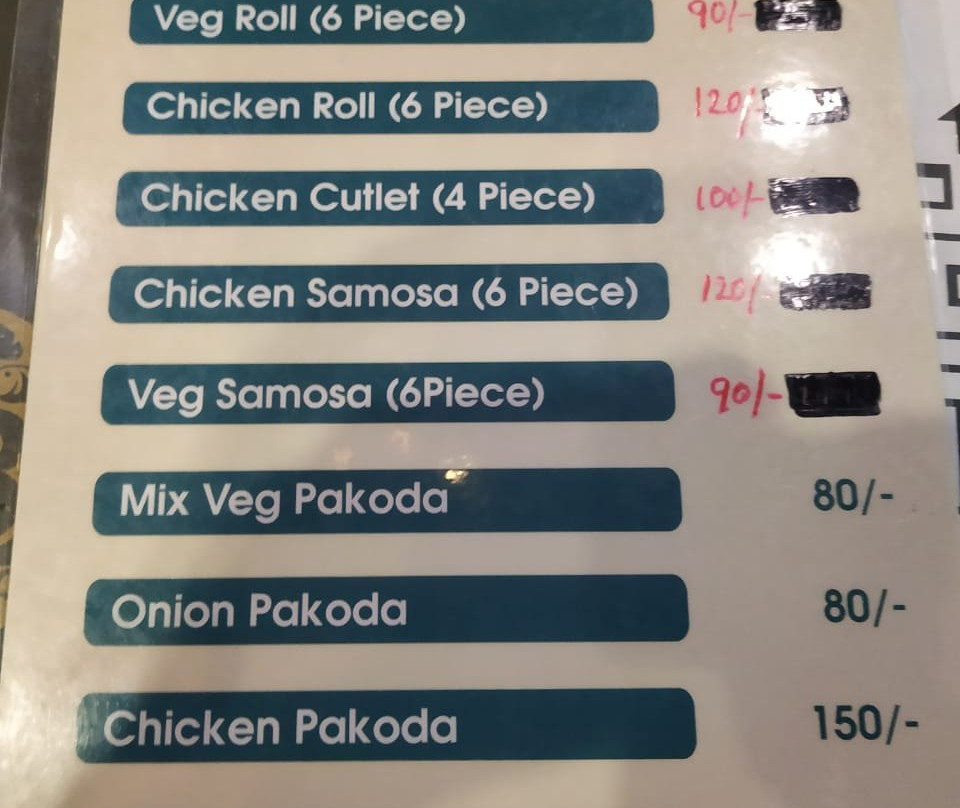 Veg Roll (6 Piece) 90/-
Chicken Roll (6 Piece) 120/-
Chicken Cutlet (4 Piece) 100/-
Chicken Samosa (6 Piece) 120/-
Veg Samosa (6Piece) 90/-
Mix Veg Pakoda 80/-
Onion Pakoda 80/-
Chicken Pakoda 150/-